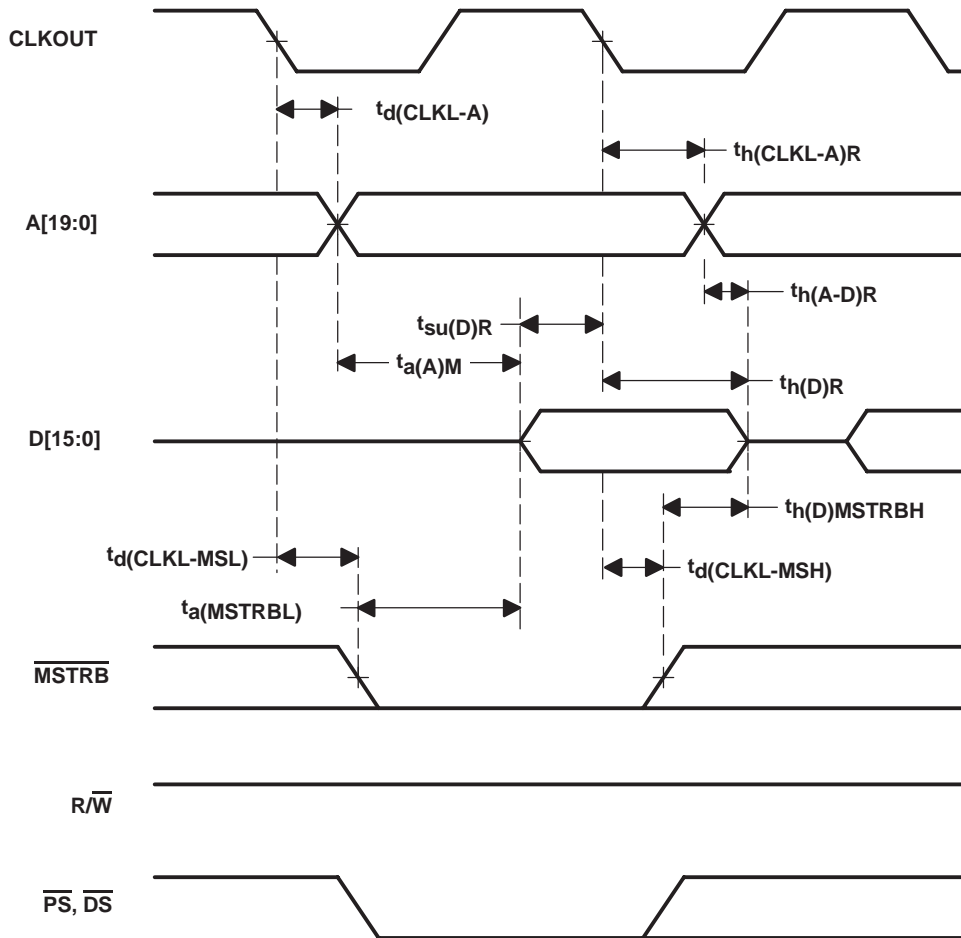 CLKOUT
td(CLKL-A)
th(CLKL-A)R
A[19:0]
th(A-D)R
tsu(D)R
ta(A)M
th(D)R
D[15:0]
th(D)MSTRBH
td(CLKL-MSL)
td(CLKL-MSH)
ta(MSTRBL)
MSTRB
R/W
PS, DS